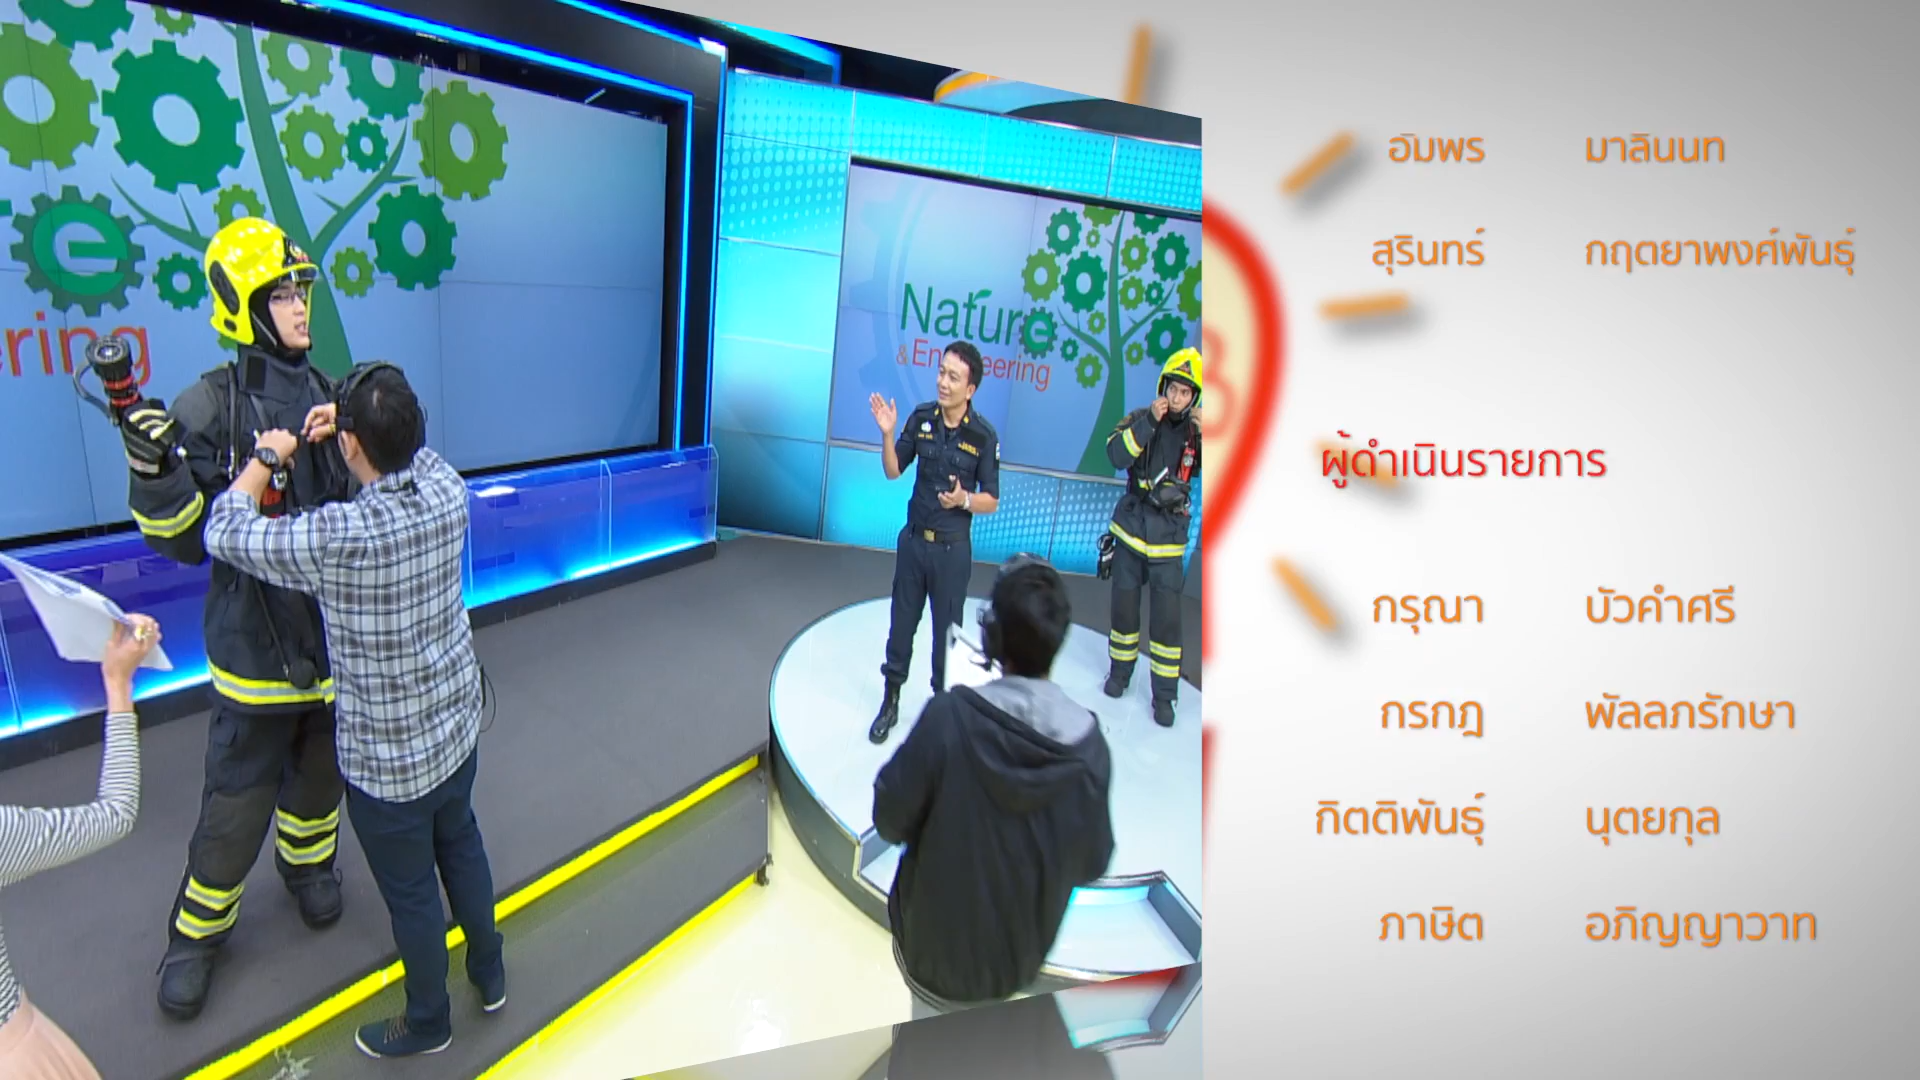 Nature
& Engineering
e
ering
อัมพร มาลีนนท
สุรินทร์ กฤตยาพงศ์พันธุ์
ผู้ดำเนินรายการ
กรุณา บัวคำศรี
กรกฎ พัลลภรักษา
กิตติพันธุ์ นุตยกุล
ภาษิต อภิญญาวาท